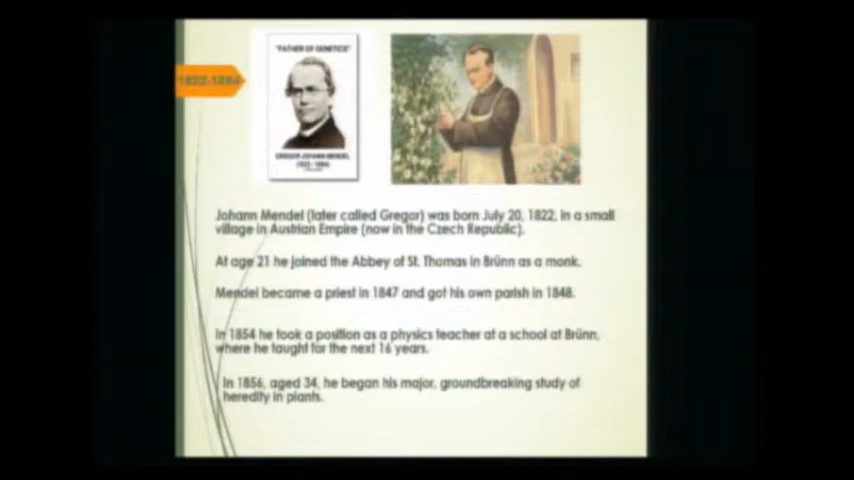 "FATHER OF GENETICS"
1822-1884
GREGOR JOHANN MENDEL
(1822 - 1884)
Johann Mendel (later called Gregor) was born July 20, 1822, in a small
village in Austrian Empire (now in the Czech Republic).
At age 21 he joined the Abbey of St. Thomas in Brünn as a monk.
Mendel became a priest in 1847 and got his own parish in 1848.
In 1854 he took a position as a physics teacher at a school at Brünn,
where he taught for the next 16 years.
In 1856, aged 34, he began his major, groundbreaking study of
heredity in plants.